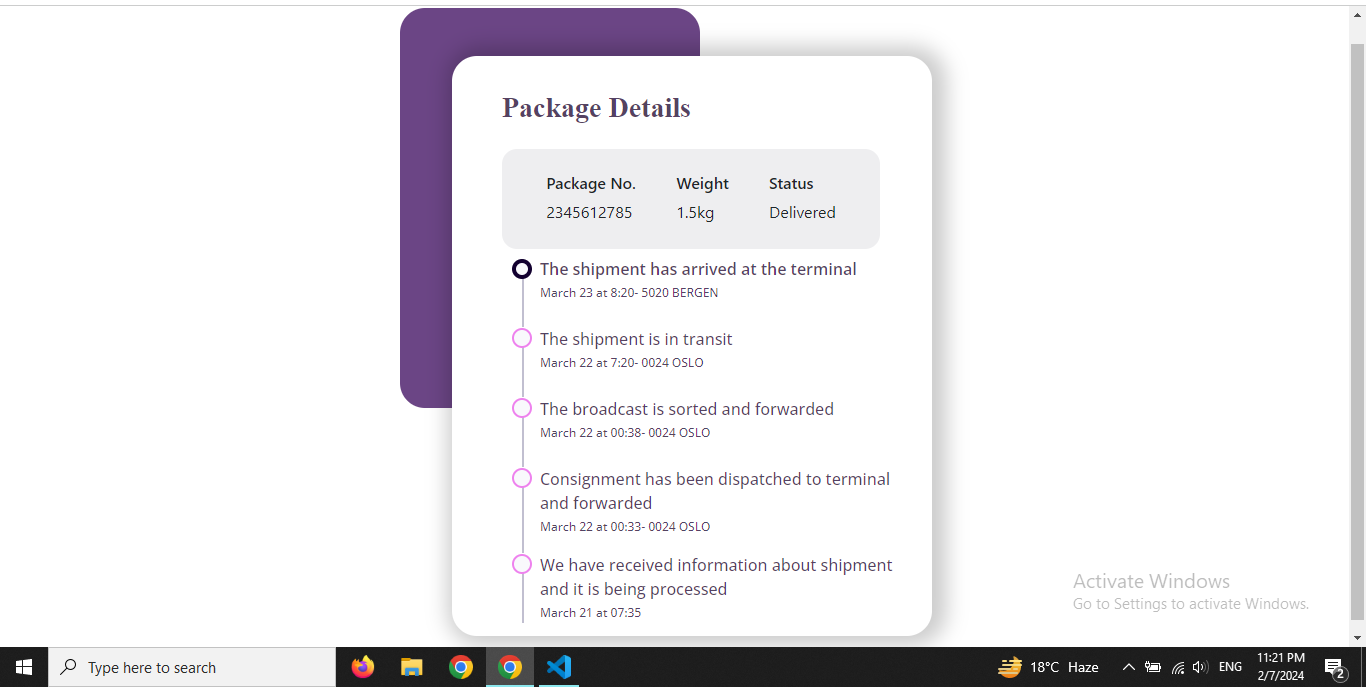 Package Details
Package No. Weight Status
2345612785 1.5kg Delivered
The shipment has arrived at the terminal
March 23 at 8:20- 5020 BERGEN
The shipment is in transit
March 22 at 7:20- 0024 OSLO
The broadcast is sorted and forwarded
March 22 at 00:38- 0024 OSLO
Consignment has been dispatched to terminal
and forwarded
March 22 at 00:33- 0024 OSLO
We have received information about shipment
and it is being processed
March 21 at 07:35
Activate Windows
Go to Settings to activate Windows.
Type here to search
18°C Haze
ENG
11:21 PM
2/7/2024
2